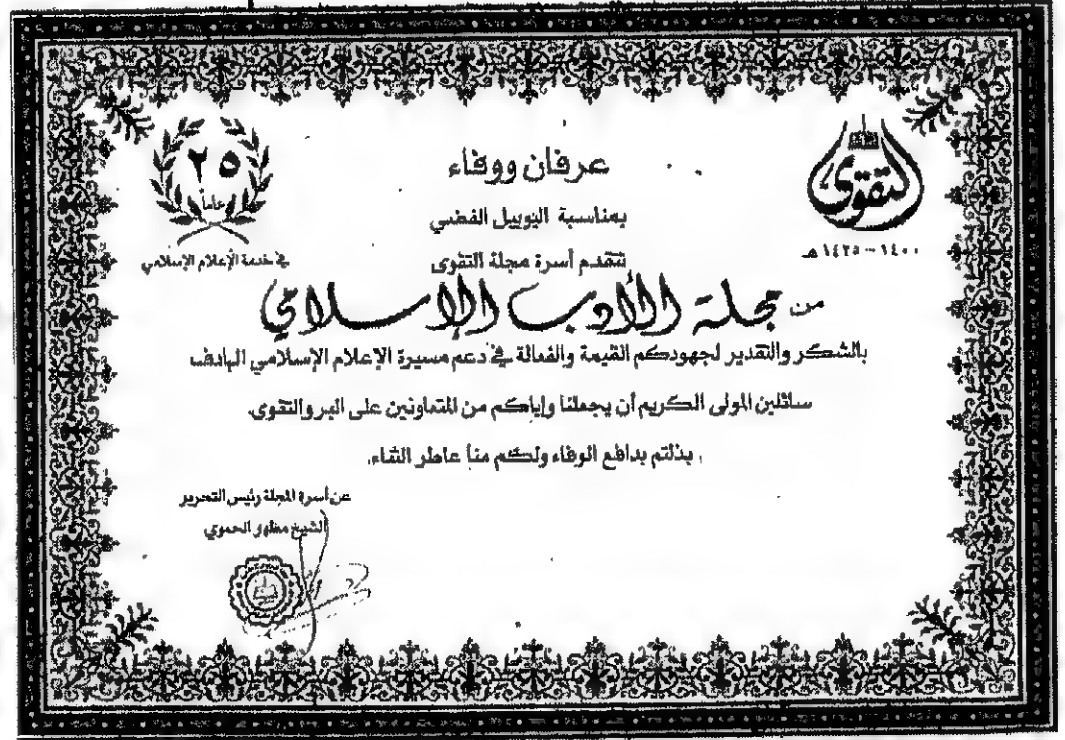 التقوى
١٤٠٠ - ١٤٢٥ هـ
٢٥
عاماً
في خدمة الإعلام الإسلامي
عرفان ووفاء
بمناسبة اليوبيل الفضي
تتقدم أسرة مجلة التقوى
من مجلة الأدب الإسلامي
بالشكر والتقدير لجهودكم القيمة والفعالة في دعم مسيرة الإعلام الإسلامي الهادف
سائلين المولى الكريم أن يجعلنا وإياكم من المتعاونين على البر والتقوى.
بذلتم بدافع الوفاء ولكم منا عاطر الثناء.
عن أسرة المجلة رئيس التحرير
الشيخ مظهر الحموي